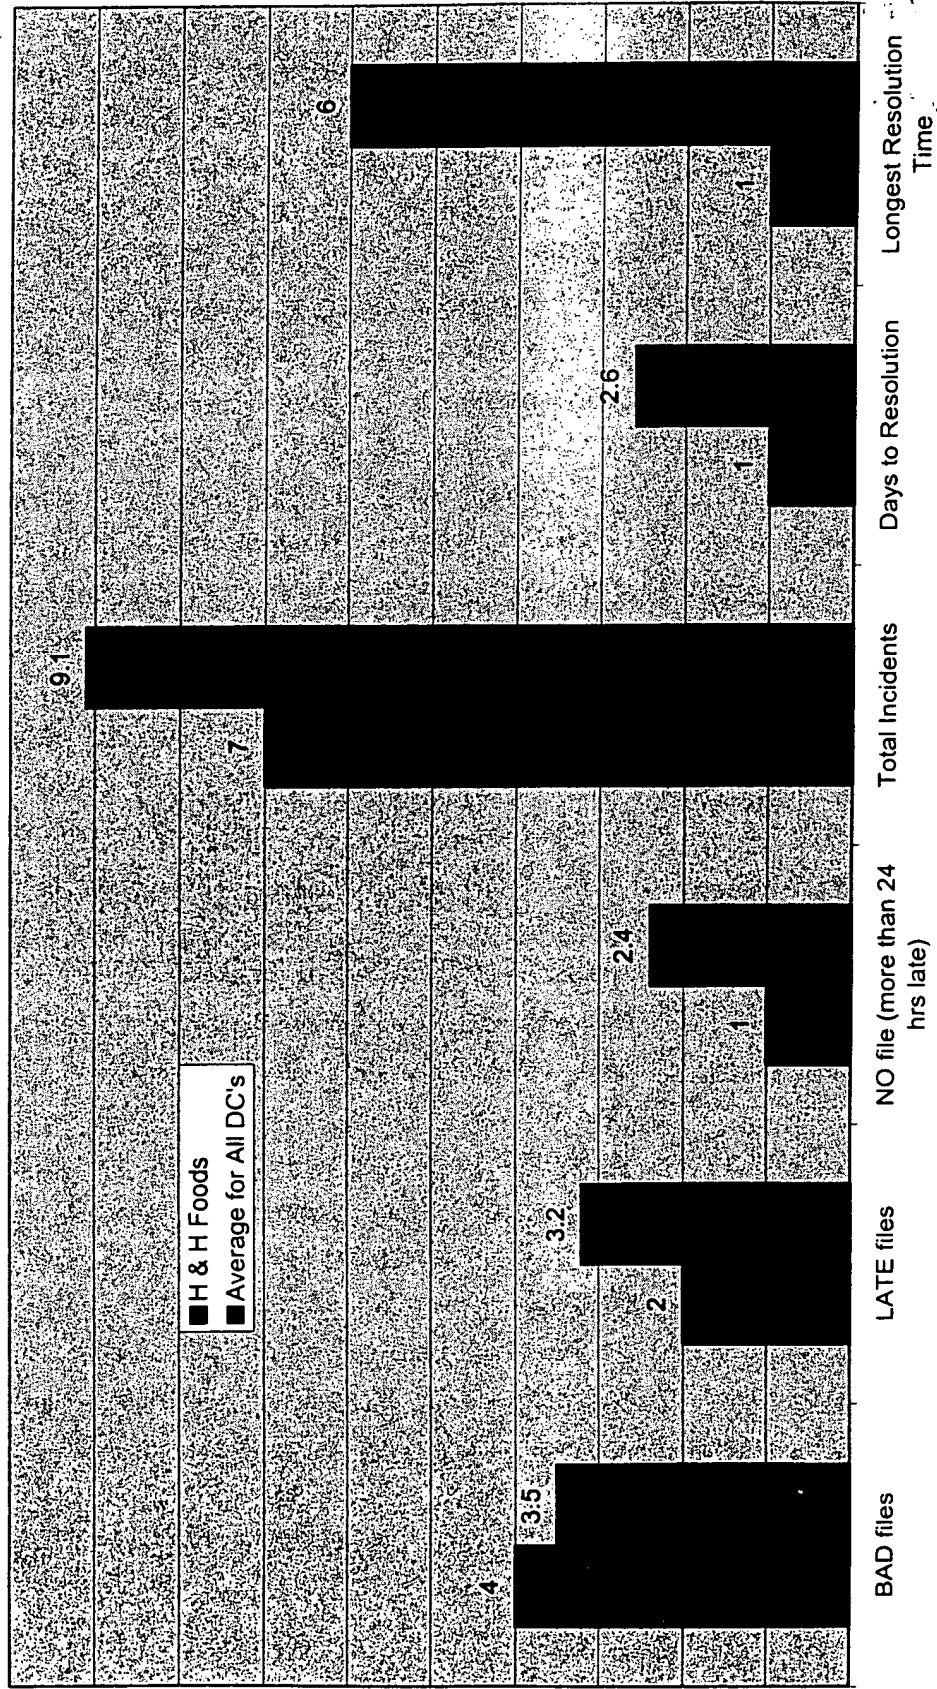 H & H Foods
Average for All DC's
4
3.5
2
3.2
1
2.4
7
9.1
1
2.6
1
6
BAD files
LATE files
NO file (more than 24
hrs late)
Total Incidents
Days to Resolution
Longest Resolution
Time